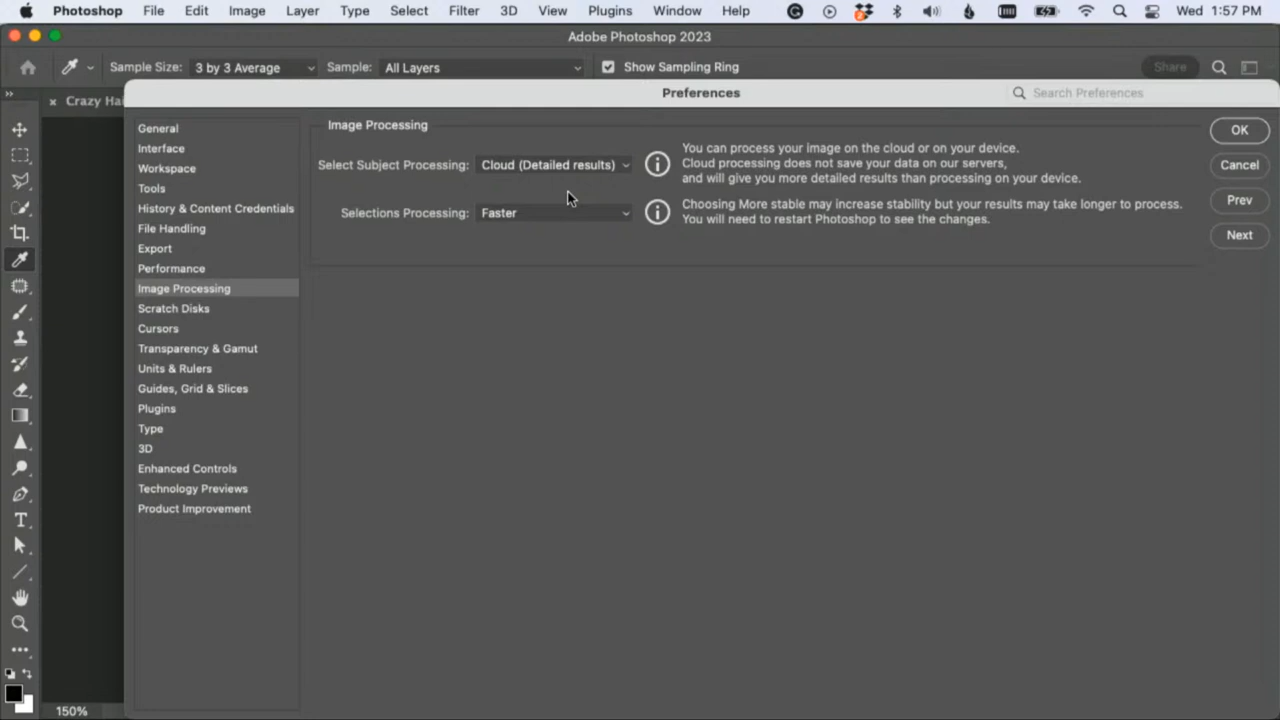 Photoshop File Edit Image Layer Type Select Filter 3D View Plugins Window Help Wed 1:57 PM
Adobe Photoshop 2023
Sample Size: 3 by 3 Average Sample: All Layers Show Sampling Ring Share
Preferences
Search Preferences
× Crazy Hai
General
Interface
Workspace
Tools
History & Content Credentials
File Handling
Export
Performance
Image Processing
Scratch Disks
Cursors
Transparency & Gamut
Units & Rulers
Guides, Grid & Slices
Plugins
Type
3D
Enhanced Controls
Technology Previews
Product Improvement
Image Processing
Select Subject Processing: Cloud (Detailed results)
You can process your image on the cloud or on your device.
Cloud processing does not save your data on our servers,
and will give you more detailed results than processing on your device.
Selections Processing: Faster
Choosing More stable may increase stability but your results may take longer to process.
You will need to restart Photoshop to see the changes.
OK
Cancel
Prev
Next
150%